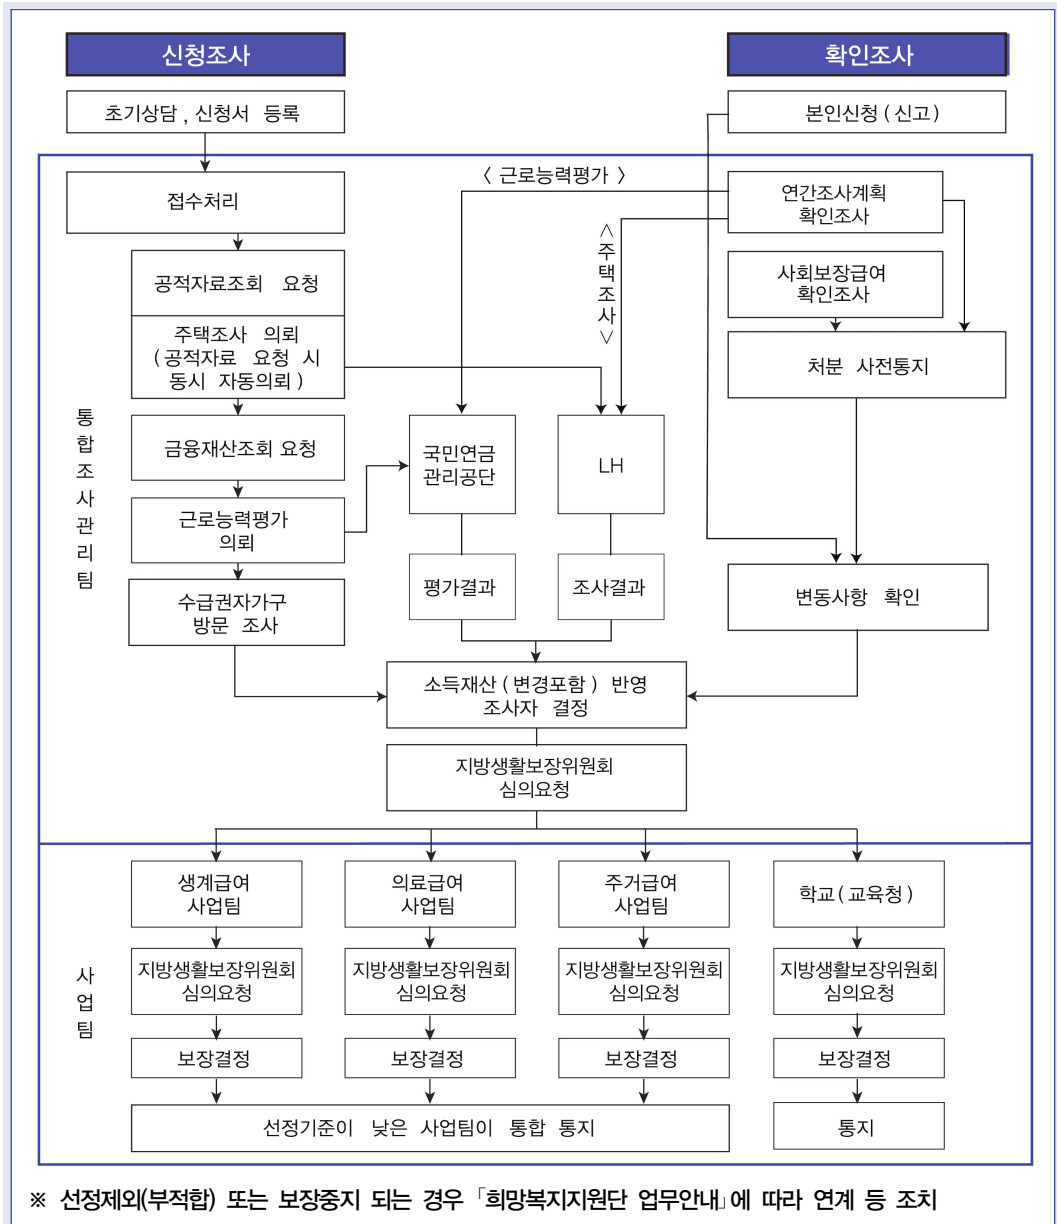 신청조사
확인조사
초기상담 , 신청서 등록
본인신청 ( 신고 )
접수처리
< 근로능력평가 >
연간조사계획
확인조사
<주택조사>
공적자료조회 요청
사회보장급여
확인조사
주택조사 의뢰
( 공적자료 요청 시
동시 자동의뢰 )
처분 사전통지
통합조사관리팀
금융재산조회 요청
국민연금
관리공단
LH
근로능력평가
의뢰
평가결과
조사결과
변동사항 확인
수급권자가구
방문 조사
소득재산 ( 변경포함 ) 반영
조사자 결정
지방생활보장위원회
심의요청
사업팀
생계급여
사업팀
의료급여
사업팀
주거급여
사업팀
학교 ( 교육청 )
지방생활보장위원회
심의요청
지방생활보장위원회
심의요청
지방생활보장위원회
심의요청
지방생활보장위원회
심의요청
보장결정
보장결정
보장결정
보장결정
선정기준이 낮은 사업팀이 통합 통지
통지
※ 선정제외(부적합) 또는 보장중지 되는 경우 「희망복지지원단 업무안내」에 따라 연계 등 조치